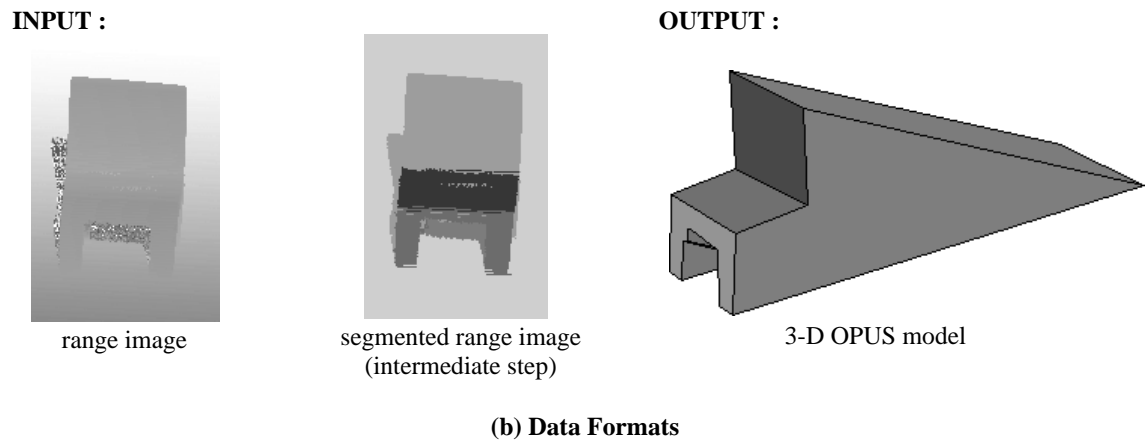 INPUT :
OUTPUT :
range image
segmented range image
(intermediate step)
3-D OPUS model
(b) Data Formats